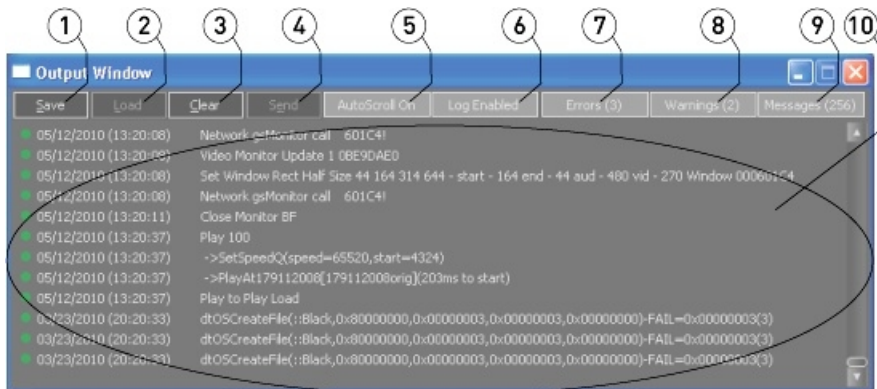 1 2 3 4 5 6 7 8 9 10
Output Window
Save Load Clear Send AutoScroll On Log Enabled Errors (3) Warnings (2) Messages (256)
05/12/2010 (13:20:08) Network gsMonitor call 601C4!
05/12/2010 (13:20:08) Video Monitor Update 1 0BE9DAE0
05/12/2010 (13:20:08) Set Window Rect Half Size 44 164 314 644 - start - 164 end - 44 aud - 480 vid - 270 Window 000601C4
05/12/2010 (13:20:08) Network gsMonitor call 601C4!
05/12/2010 (13:20:11) Close Monitor BF
05/12/2010 (13:20:37) Play 100
05/12/2010 (13:20:37) ->SetSpeedQ(speed=65520,start=4324)
05/12/2010 (13:20:37) ->PlayAt179112008[179112008orig](203ms to start)
05/12/2010 (13:20:37) Play to Play Load
03/23/2010 (20:20:33) dtOSCreateFile(::Black,0x80000000,0x00000003,0x00000003,0x00000000)-FAIL=0x00000003(3)
03/23/2010 (20:20:33) dtOSCreateFile(::Black,0x80000000,0x00000003,0x00000003,0x00000000)-FAIL=0x00000003(3)
03/23/2010 (20:20:33) dtOSCreateFile(::Black,0x80000000,0x00000003,0x00000003,0x00000000)-FAIL=0x00000003(3)